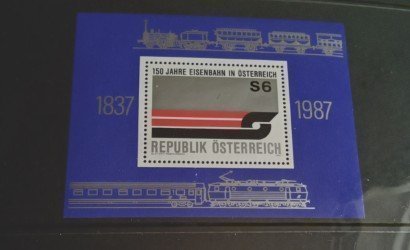 150 JAHRE EISENBAHN IN ÖSTERREICH
S6
1837
1987
REPUBLIK ÖSTERREICH